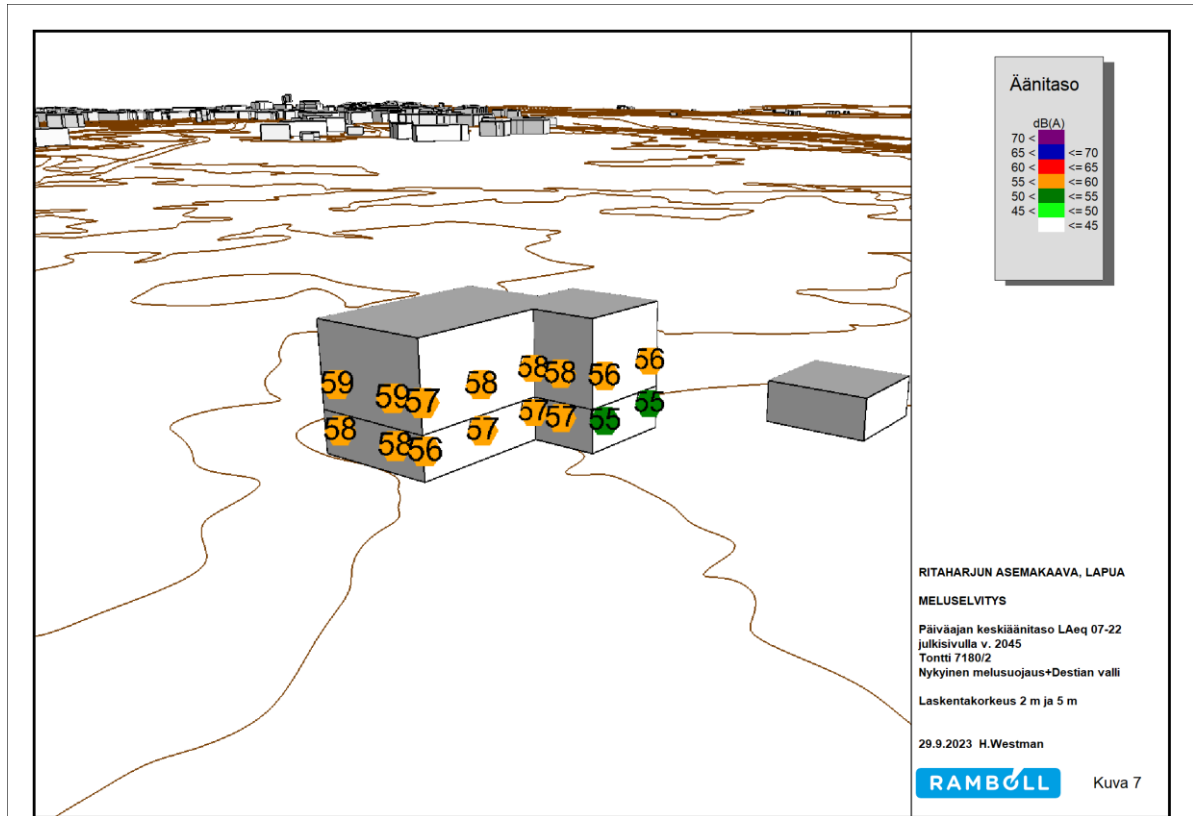 Äänitaso
dB(A)
70 <
65 < <= 70
60 < <= 65
55 < <= 60
50 < <= 55
45 < <= 50
<= 45
59 59 57 58 58 58 56 56
58 58 56 57 57 57 55 55
RITAHARJUN ASEMAKAAVA, LAPUA
MELUSELVITYS
Päiväajan keskiäänitaso LAeq 07-22
julkisivulla v. 2045
Tontti 7180/2
Nykyinen melusuojaus+Destian valli
Laskentakorkeus 2 m ja 5 m
29.9.2023 H.Westman
RAMBOLL Kuva 7